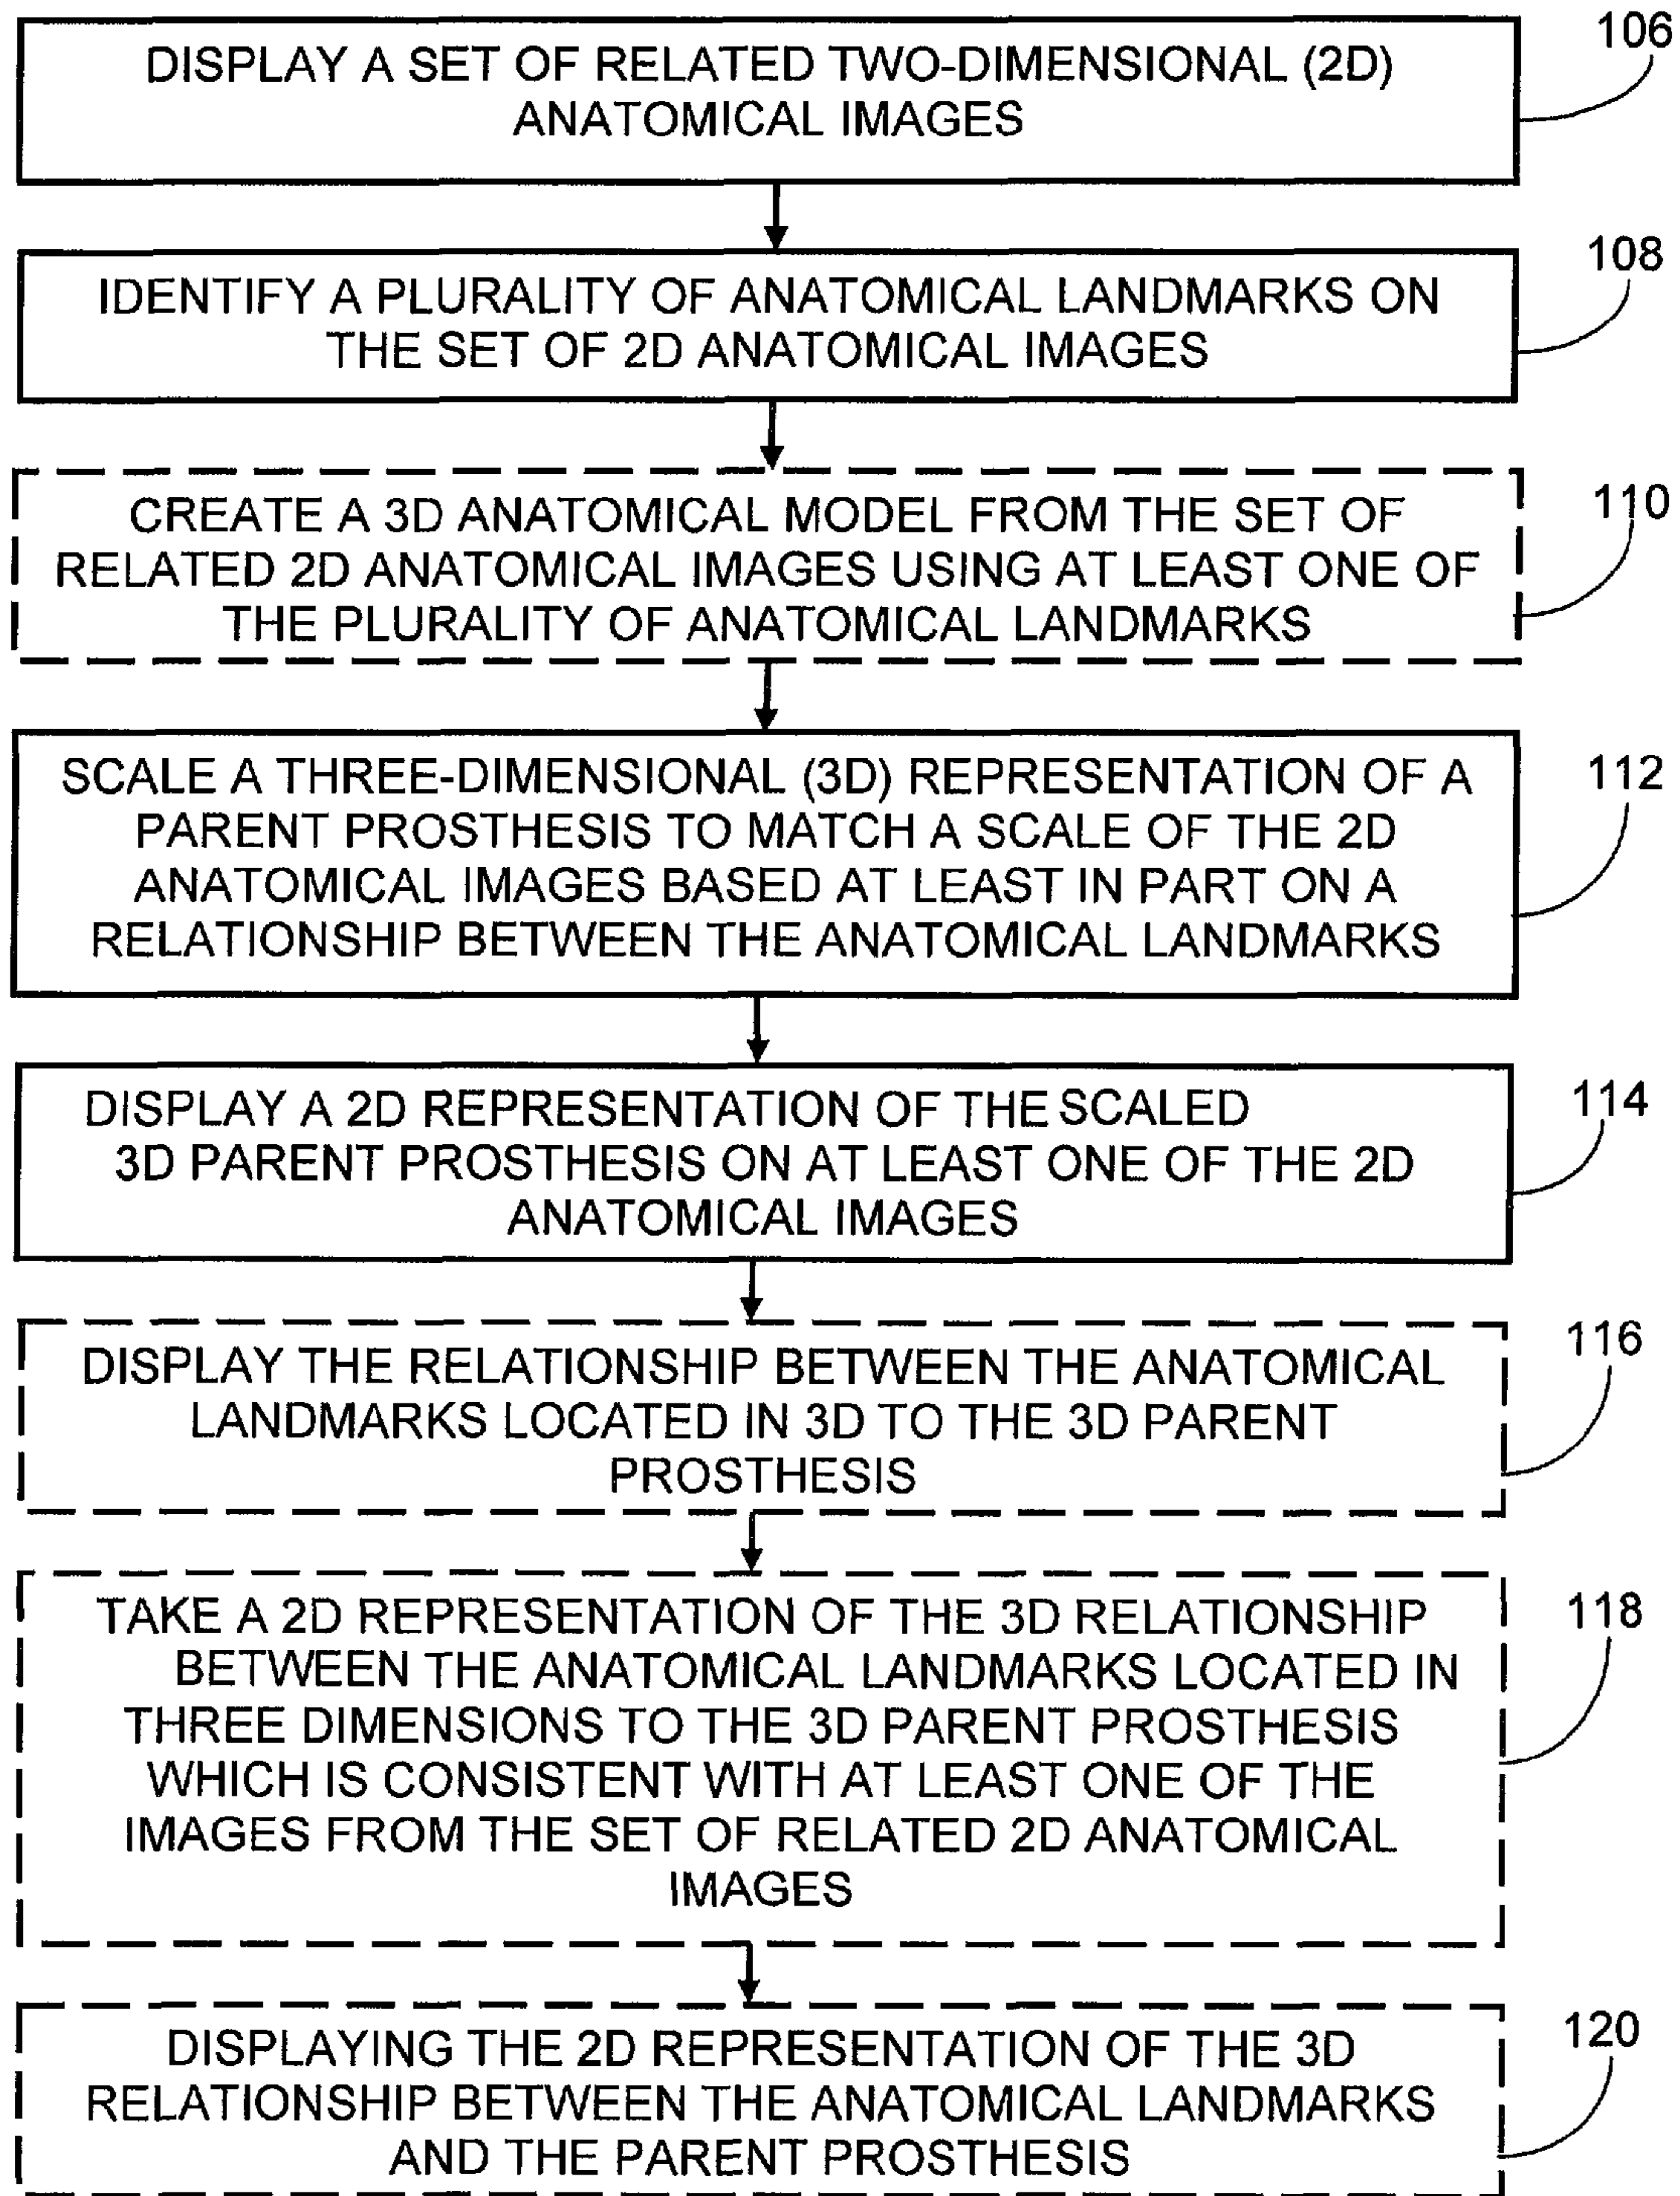 DISPLAY A SET OF RELATED TWO-DIMENSIONAL (2D)
ANATOMICAL IMAGES
106
IDENTIFY A PLURALITY OF ANATOMICAL LANDMARKS ON
THE SET OF 2D ANATOMICAL IMAGES
108
CREATE A 3D ANATOMICAL MODEL FROM THE SET OF
RELATED 2D ANATOMICAL IMAGES USING AT LEAST ONE OF
THE PLURALITY OF ANATOMICAL LANDMARKS
110
SCALE A THREE-DIMENSIONAL (3D) REPRESENTATION OF A
PARENT PROSTHESIS TO MATCH A SCALE OF THE 2D
ANATOMICAL IMAGES BASED AT LEAST IN PART ON A
RELATIONSHIP BETWEEN THE ANATOMICAL LANDMARKS
112
DISPLAY A 2D REPRESENTATION OF THE SCALED
3D PARENT PROSTHESIS ON AT LEAST ONE OF THE 2D
ANATOMICAL IMAGES
114
DISPLAY THE RELATIONSHIP BETWEEN THE ANATOMICAL
LANDMARKS LOCATED IN 3D TO THE 3D PARENT
PROSTHESIS
116
TAKE A 2D REPRESENTATION OF THE 3D RELATIONSHIP
BETWEEN THE ANATOMICAL LANDMARKS LOCATED IN
THREE DIMENSIONS TO THE 3D PARENT PROSTHESIS
WHICH IS CONSISTENT WITH AT LEAST ONE OF THE
IMAGES FROM THE SET OF RELATED 2D ANATOMICAL
IMAGES
118
DISPLAYING THE 2D REPRESENTATION OF THE 3D
RELATIONSHIP BETWEEN THE ANATOMICAL LANDMARKS
AND THE PARENT PROSTHESIS
120